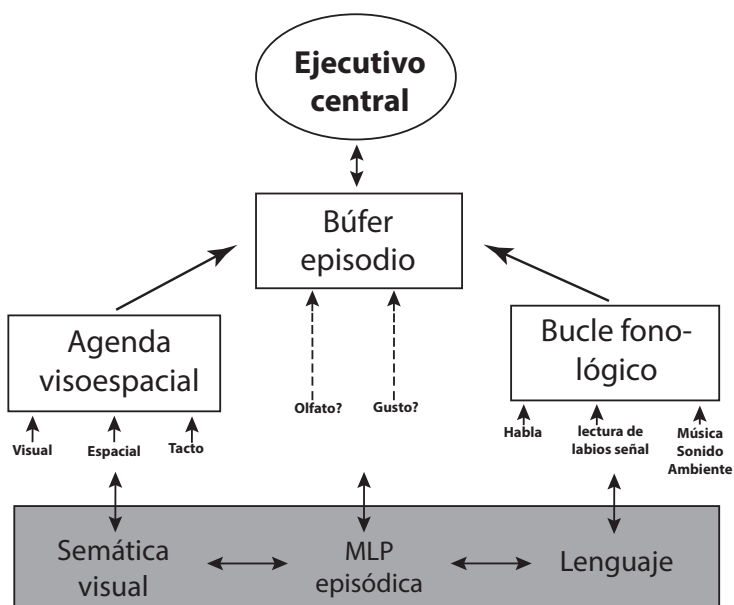 Ejecutivo
central
Búfer
episodio
Agenda
visoespacial
Bucle fono-
lógico
Olfato?
Gusto?
Visual
Espacial
Tacto
Habla
lectura de
labios señal
Música
Sonido
Ambiente
Semática
visual
MLP
episódica
Lenguaje